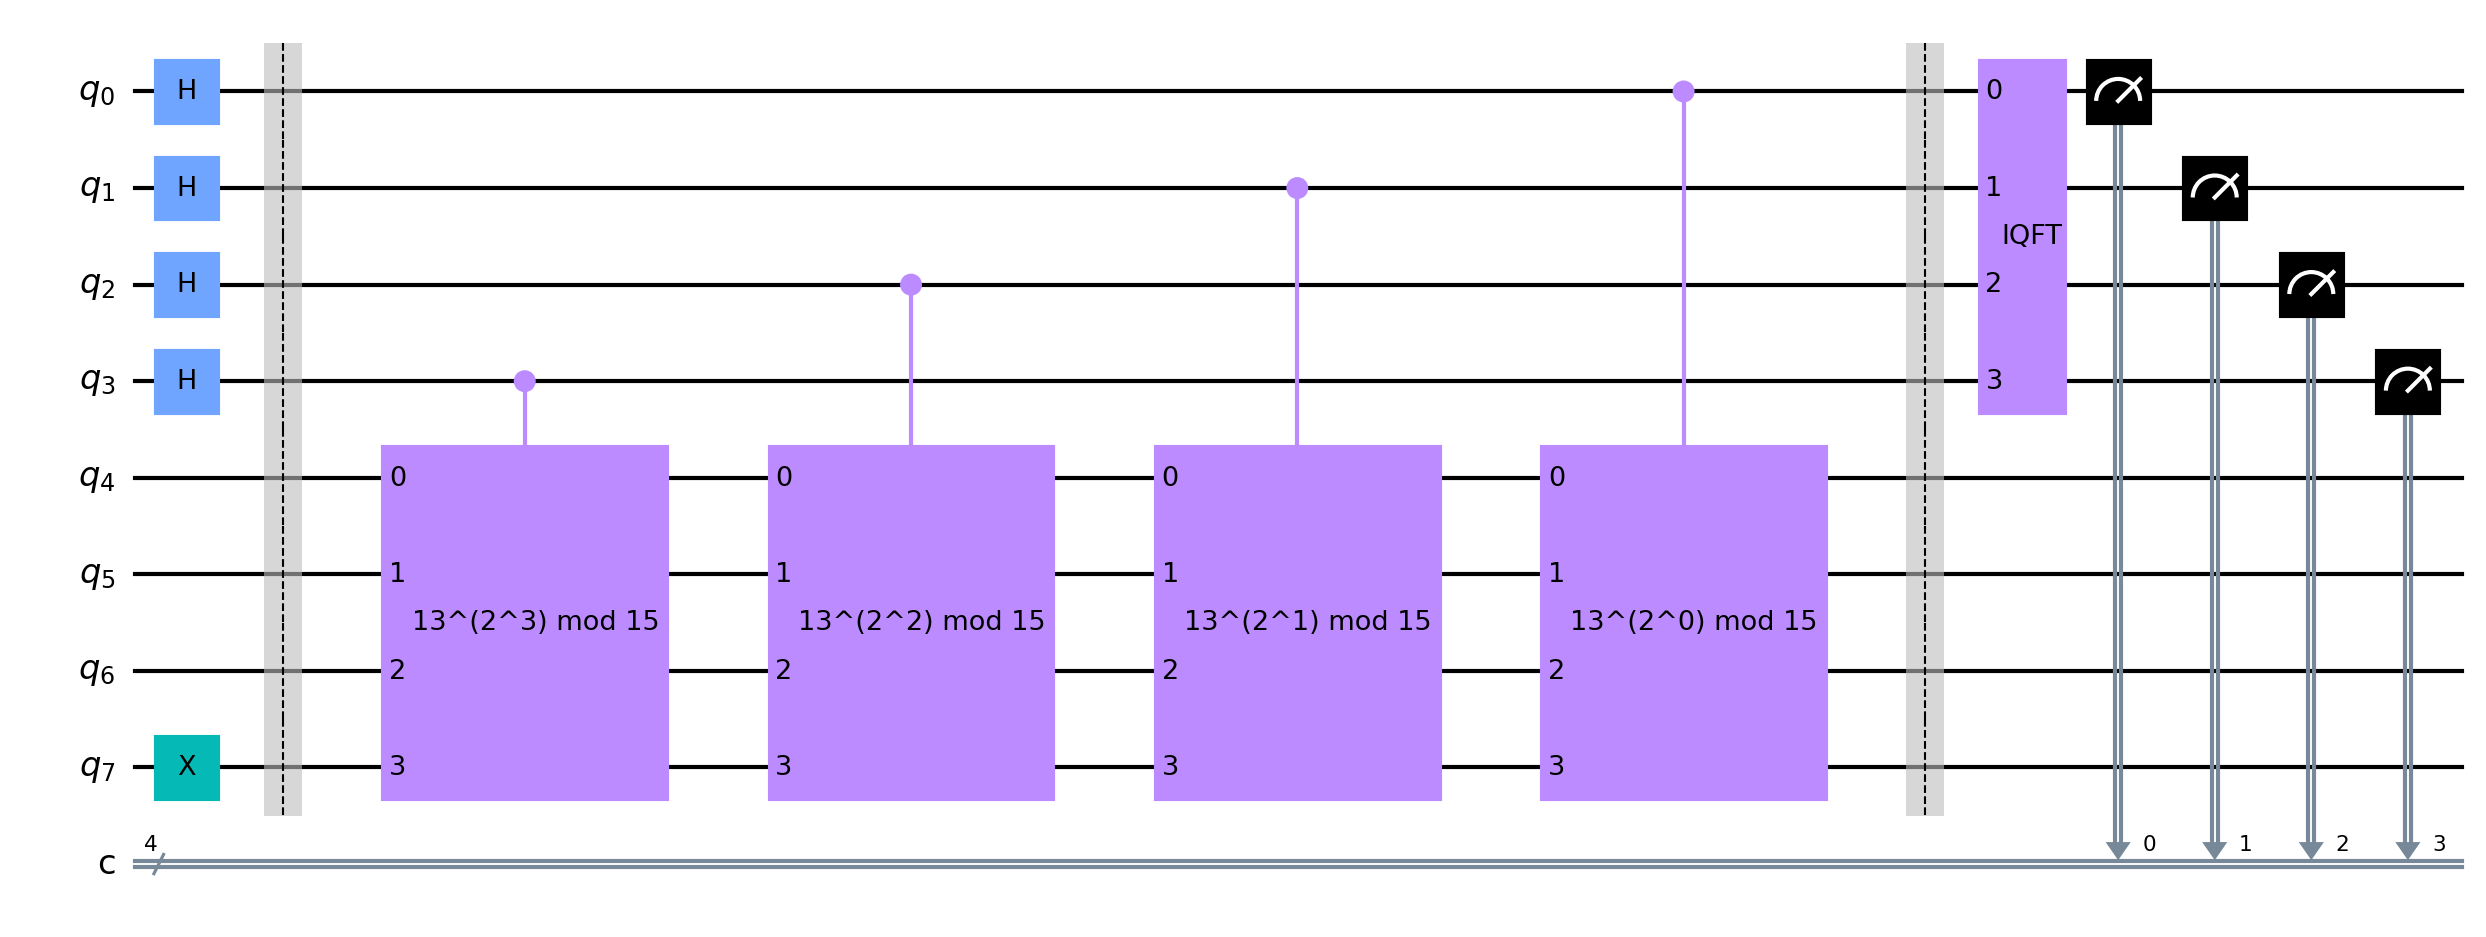 q0 H 0
q1 H 1
IQFT
q2 H 2
q3 H 3
q4 0 0 0 0
q5 1 1 1 1
13^(2^3) mod 15 13^(2^2) mod 15 13^(2^1) mod 15 13^(2^0) mod 15
q6 2 2 2 2
q7 X 3 3 3 3
4 0 1 2 3
c